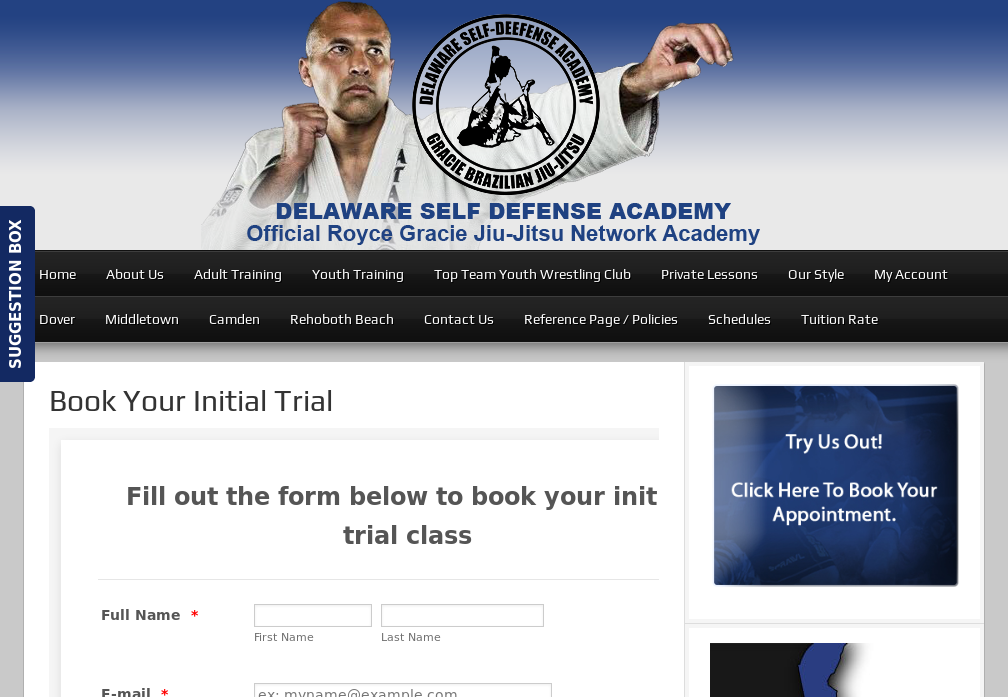 DELAWARE SELF-DEEFENSE ACADEMY
GRACIE BRAZILIAN JIU-JITSU
DELAWARE SELF DEFENSE ACADEMY
Official Royce Gracie Jiu-Jitsu Network Academy
SUGGESTION BOX
Home About Us Adult Training Youth Training Top Team Youth Wrestling Club Private Lessons Our Style My Account
Dover Middletown Camden Rehoboth Beach Contact Us Reference Page / Policies Schedules Tuition Rate
Book Your Initial Trial
Fill out the form below to book your init
trial class
Full Name *
First Name Last Name
E-mail *
ex: myname@example.com
Try Us Out!
Click Here To Book Your
Appointment.